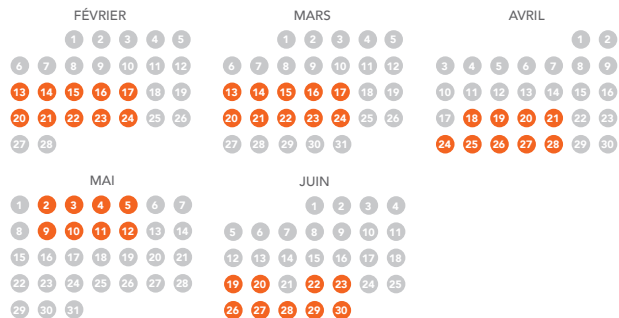 FÉVRIER
1 2 3 4 5
6 7 8 9 10 11 12
13 14 15 16 17 18 19
20 21 22 23 24 25 26
27 28
MARS
1 2 3 4 5
6 7 8 9 10 11 12
13 14 15 16 17 18 19
20 21 22 23 24 25 26
27 28 29 30 31
AVRIL
1 2
3 4 5 6 7 8 9
10 11 12 13 14 15 16
17 18 19 20 21 22 23
24 25 26 27 28 29 30
MAI
1 2 3 4 5 6 7
8 9 10 11 12 13 14
15 16 17 18 19 20 21
22 23 24 25 26 27 28
29 30 31
JUIN
1 2 3 4
5 6 7 8 9 10 11
12 13 14 15 16 17 18
19 20 21 22 23 24 25
26 27 28 29 30